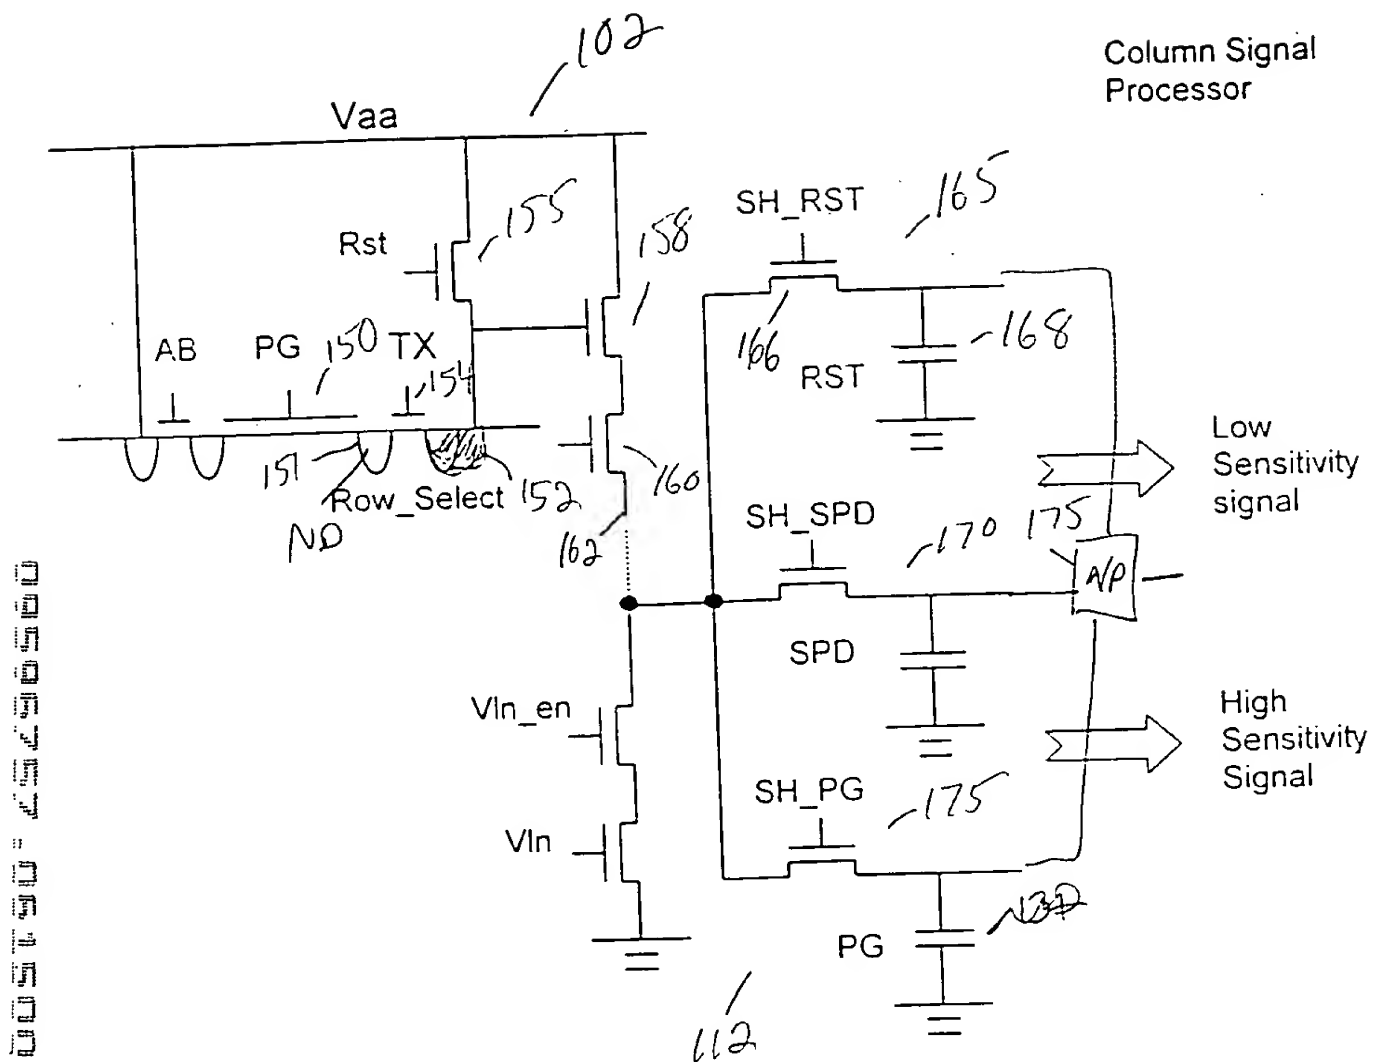 102
Column Signal
Processor
Vaa
165
SH_RST
155
158
Rst
166
168
RST
AB
PG
150
TX
154
Low
Sensitivity
signal
151
Row_Select
152
160
ND
162
SH_SPD
170
175
A/D
SPD
High
Sensitivity
Signal
Vln_en
SH_PG
175
Vln
PG
112